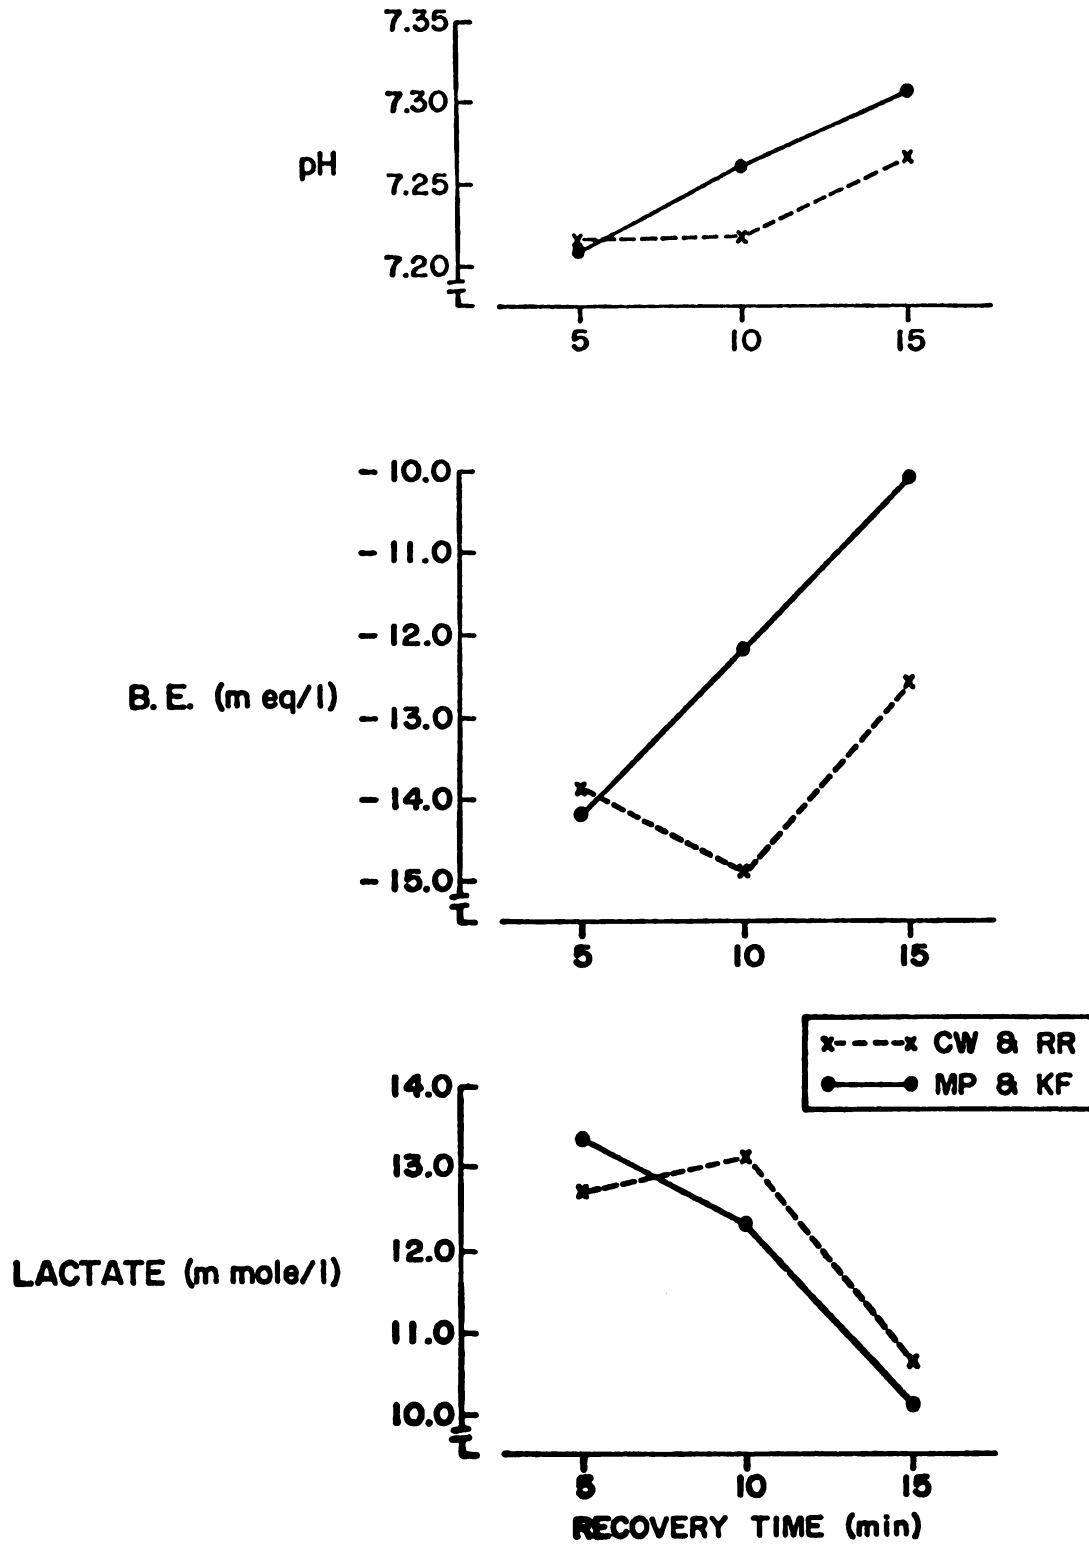 7.35
7.30
pH
7.25
7.20
5 10 15
- 10.0
- 11.0
- 12.0
B.E. (m eq/l)
- 13.0
- 14.0
- 15.0
5 10 15
x----x CW & RR
MP & KF
14.0
13.0
12.0
LACTATE (m mole/l)
11.0
10.0
5 10 15
RECOVERY TIME (min)